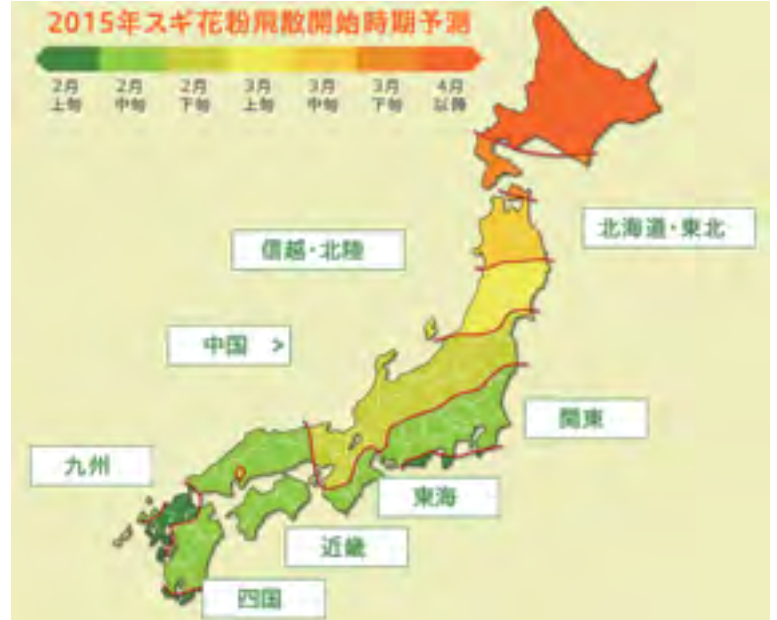 2015年スギ花粉飛散開始時期予測
2月 2月 2月 3月 3月 3月 4月
上旬 中旬 下旬 上旬 中旬 下旬 以降
北海道・東北
信越・北陸
中国 >
関東
九州
東海
近畿
四国